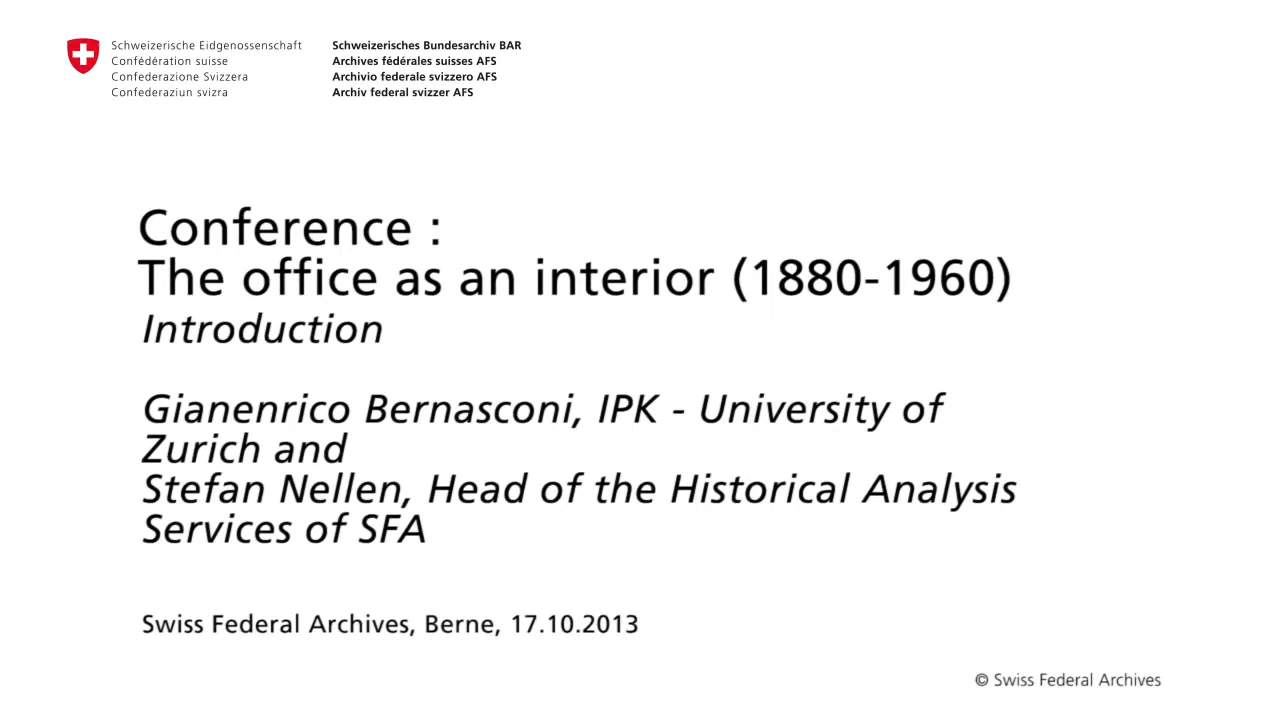 Schweizerische Eidgenossenschaft
Confédération suisse
Confederazione Svizzera
Confederaziun svizra
Schweizerisches Bundesarchiv BAR
Archives fédérales suisses AFS
Archivio federale svizzero AFS
Archiv federal svizzer AFS
Conference :
The office as an interior (1880-1960)
Introduction
Gianenrico Bernasconi, IPK - University of
Zurich and
Stefan Nellen, Head of the Historical Analysis
Services of SFA
Swiss Federal Archives, Berne, 17.10.2013
© Swiss Federal Archives